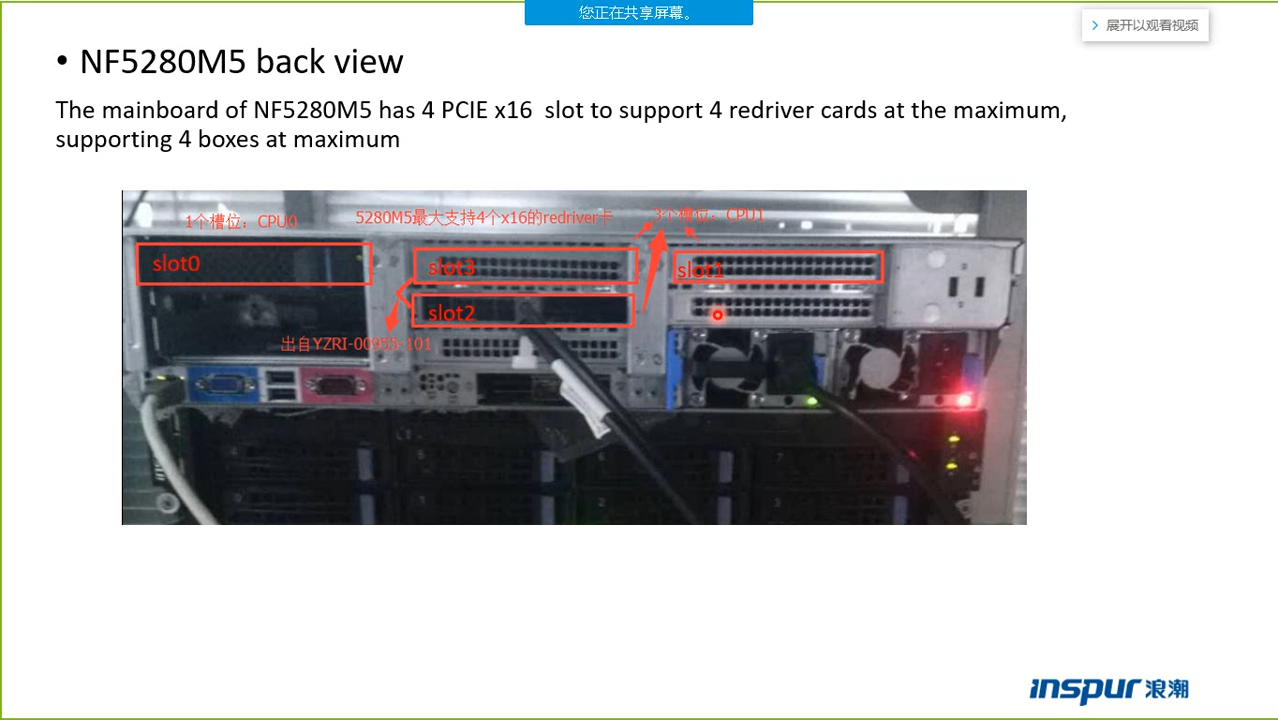 您正在共享屏幕。
展开以观看视频
• NF5280M5 back view
The mainboard of NF5280M5 has 4 PCIE x16 slot to support 4 redriver cards at the maximum,
supporting 4 boxes at maximum
1个槽位：CPU0
5280M5最大支持4个x16的redriver卡
3个槽位：CPU1
slot0
slot3
slot1
slot2
出自YZRI-00955-101
inspur 浪潮